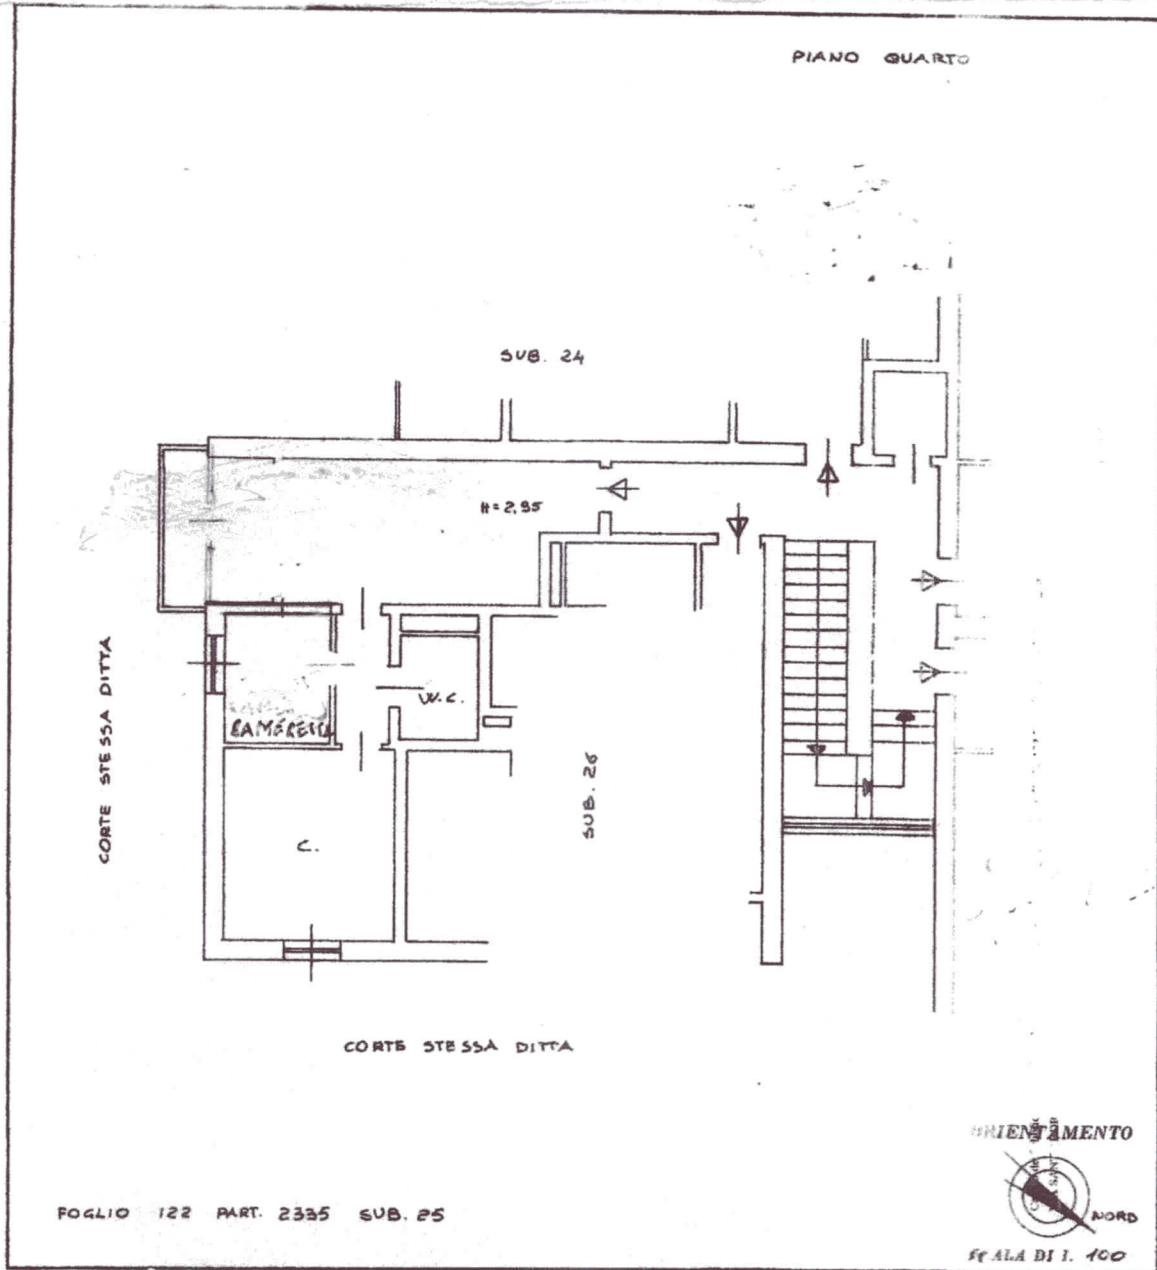 PIANO QUARTO
SUB. 24
H=2,95
W.C.
CAMERETTA
CORTE STESSA DITTA
SUB. 26
C.
CORTE STESSA DITTA
ORIENTAMENTO
NORD
FOGLIO 122 PART. 2335 SUB. 25
SCALA DI 1. 100